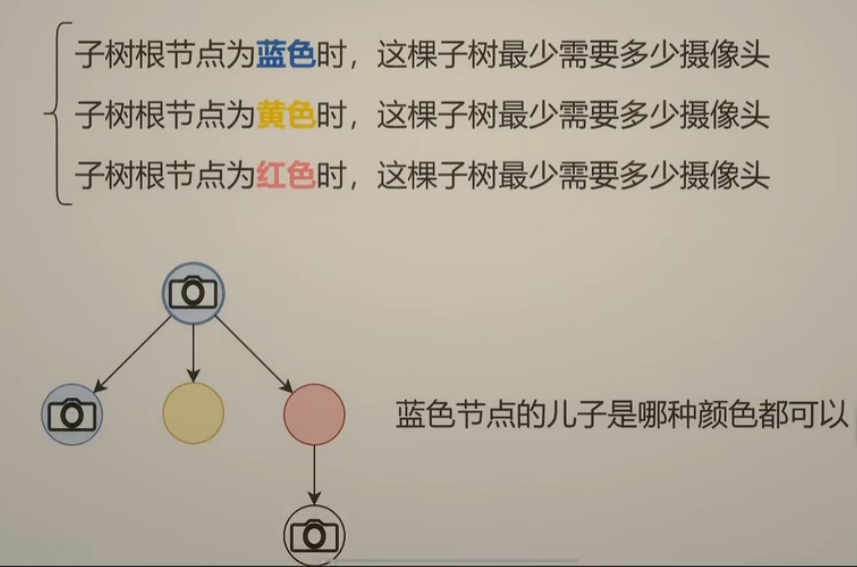 子树根节点为蓝色时，这棵子树最少需要多少摄像头
子树根节点为黄色时，这棵子树最少需要多少摄像头
子树根节点为红色时，这棵子树最少需要多少摄像头
蓝色节点的儿子是哪种颜色都可以